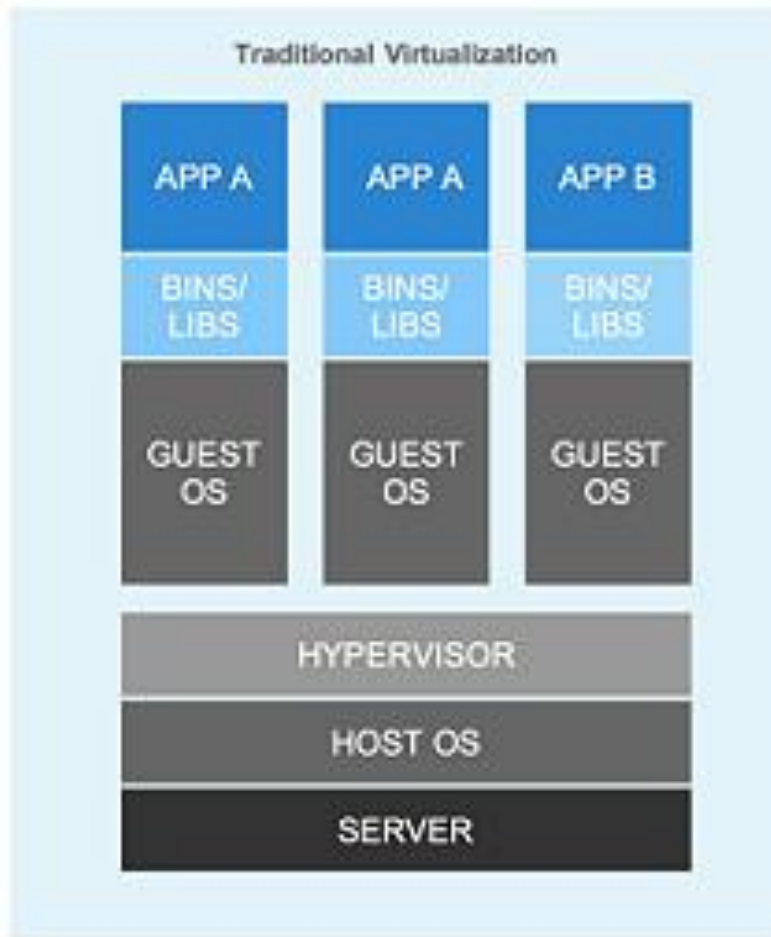 Traditional Virtualization
APP A
APP A
APP B
BINS/
LIBS
BINS/
LIBS
BINS/
LIBS
GUEST
OS
GUEST
OS
GUEST
OS
HYPERVISOR
HOST OS
SERVER